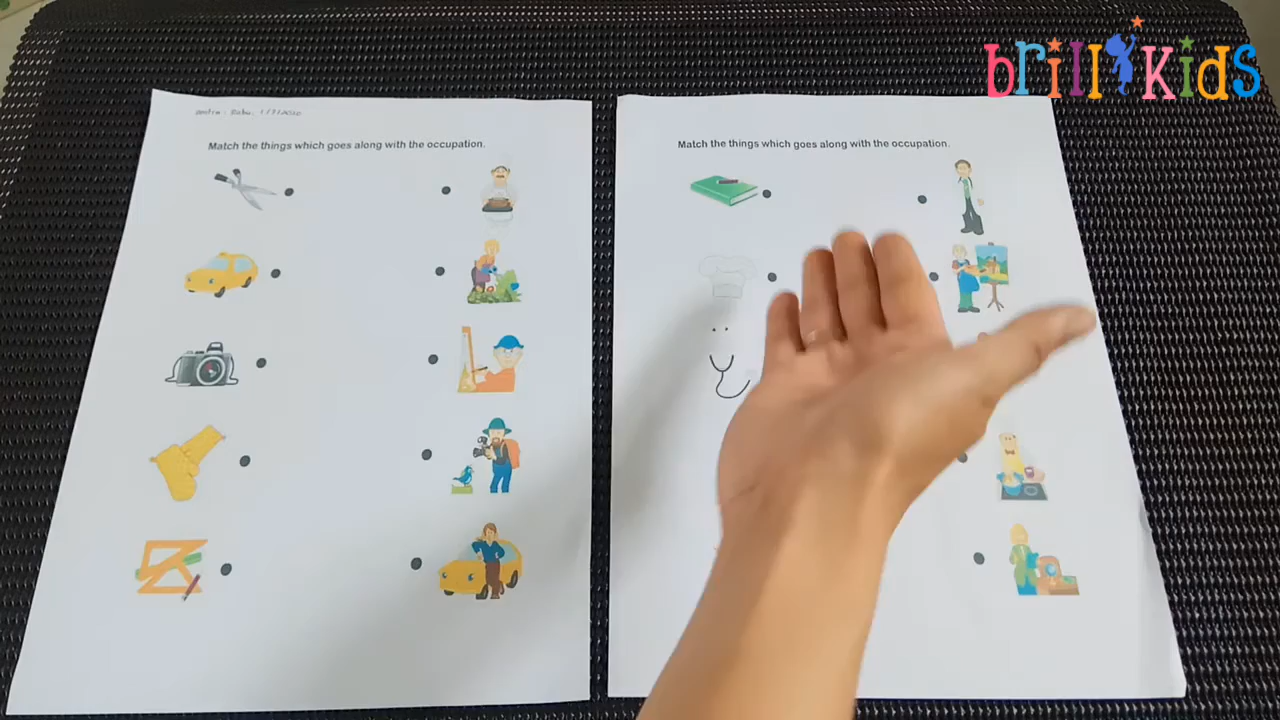 brillkids
Match the things which goes along with the occupation.
Match the things which goes along with the occupation.